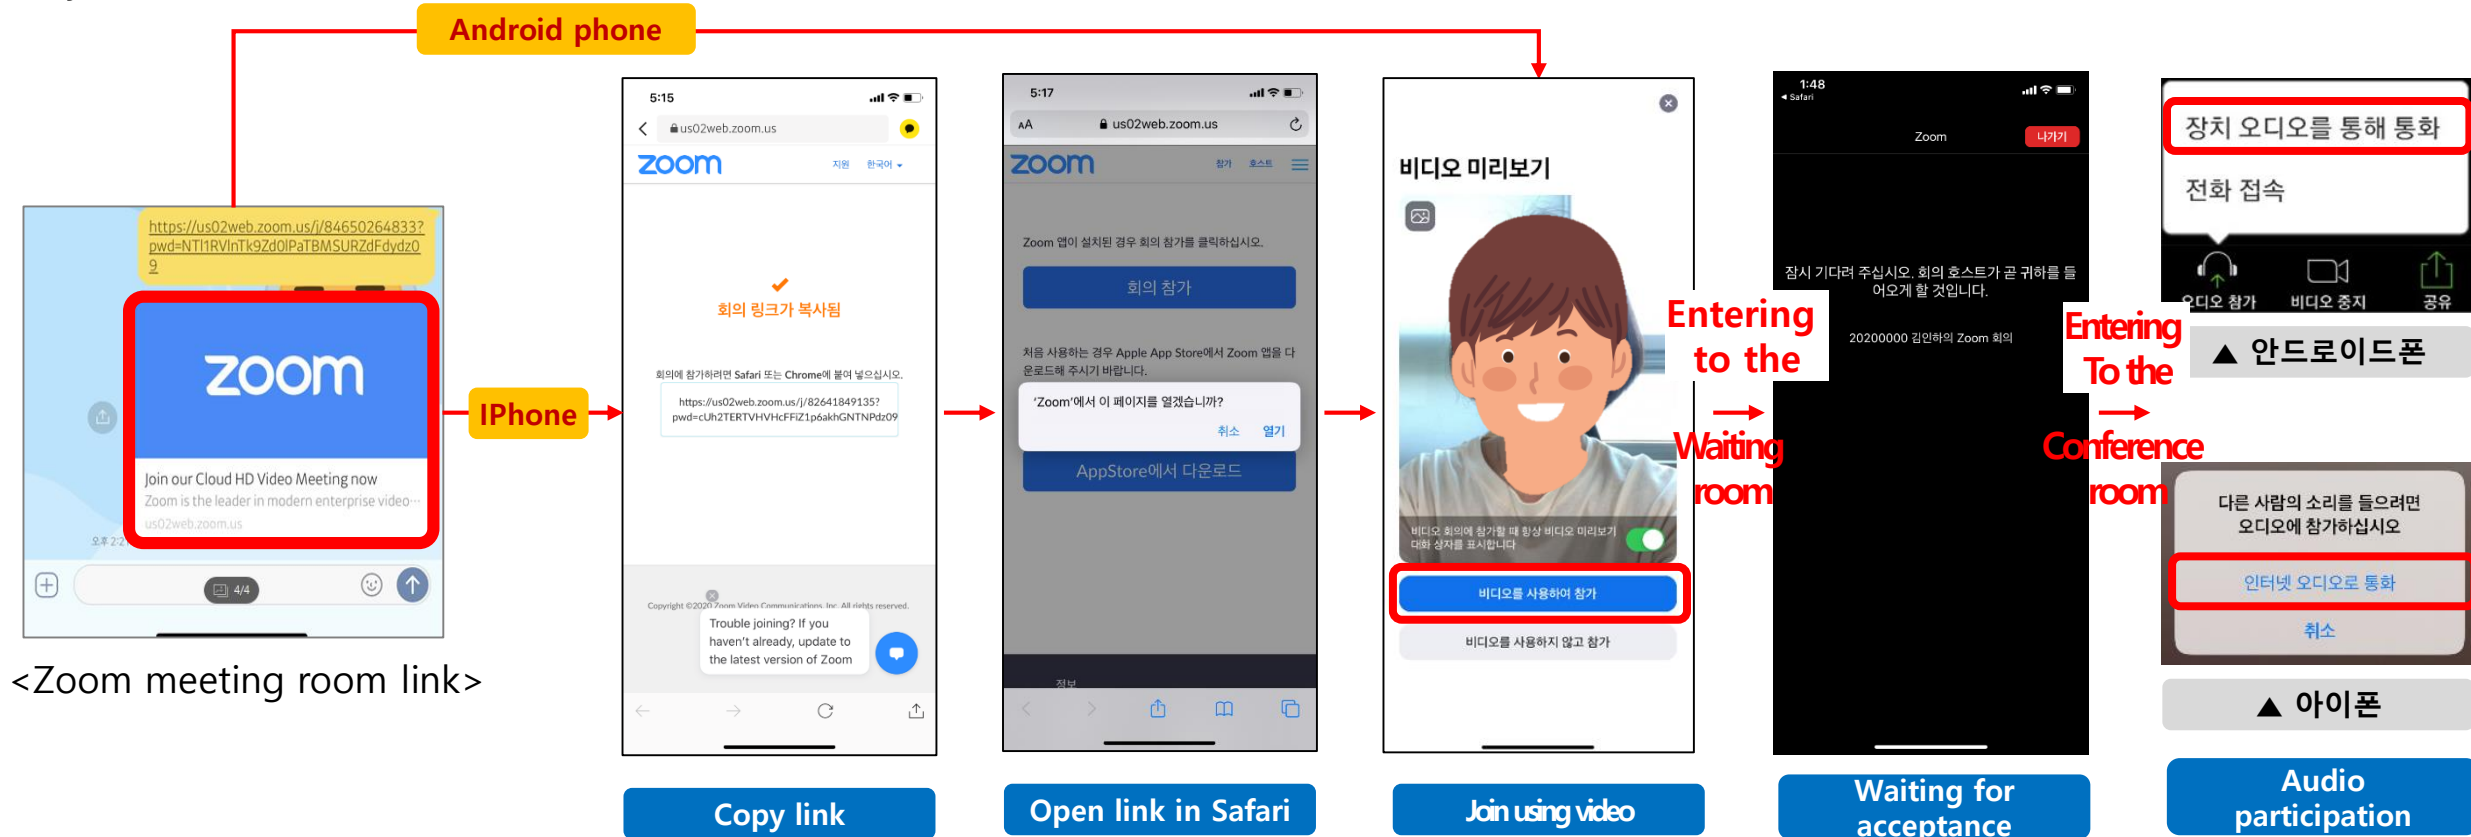 Android phone
https://us02web.zoom.us/j/84650264833?
pwd=NTl1RVlnTk9Zd0lPaTBMSURZdFdydz0
9
zoom
Join our Cloud HD Video Meeting now
Zoom is the leader in modern enterprise video…
us02web.zoom.us
오후 2:2
4/4
<Zoom meeting room link>
IPhone
5:15
us02web.zoom.us
zoom
지원 한국어
회의 링크가 복사됨
회의에 참가하려면 Safari 또는 Chrome에 붙여 넣으십시오.
https://us02web.zoom.us/j/82641849135?
pwd=cUh2TERTVHVHcFFiZ1p6akhGNTNPdz09
Copyright ©2020 Zoom Video Communications, Inc. All rights reserved.
Trouble joining? If you
haven't already, update to
the latest version of Zoom
Copy link
5:17
AA us02web.zoom.us
zoom
참가 호스트
Zoom 앱이 설치된 경우 회의 참가를 클릭하십시오.
회의 참가
처음 사용하는 경우 Apple App Store에서 Zoom 앱을 다
운로드해 주시기 바랍니다.
'Zoom'에서 이 페이지를 열겠습니까?
취소 열기
AppStore에서 다운로드
정보
Open link in Safari
비디오 미리보기
비디오 회의에 참가할 때 항상 비디오 미리보기
대화 상자를 표시합니다
비디오를 사용하여 참가
비디오를 사용하지 않고 참가
Join using video
Entering
to the
Waiting
room
1:48
Safari
Zoom
나가기
잠시 기다려 주십시오. 회의 호스트가 곧 귀하를 들
어오게 할 것입니다.
20200000 김인하의 Zoom 회의
Waiting for
acceptance
Entering
To the
Conference
room
장치 오디오를 통해 통화
전화 접속
오디오 참가 비디오 중지 공유
▲ 안드로이드폰
다른 사람의 소리를 들으려면
오디오에 참가하십시오
인터넷 오디오로 통화
취소
▲ 아이폰
Audio
participation